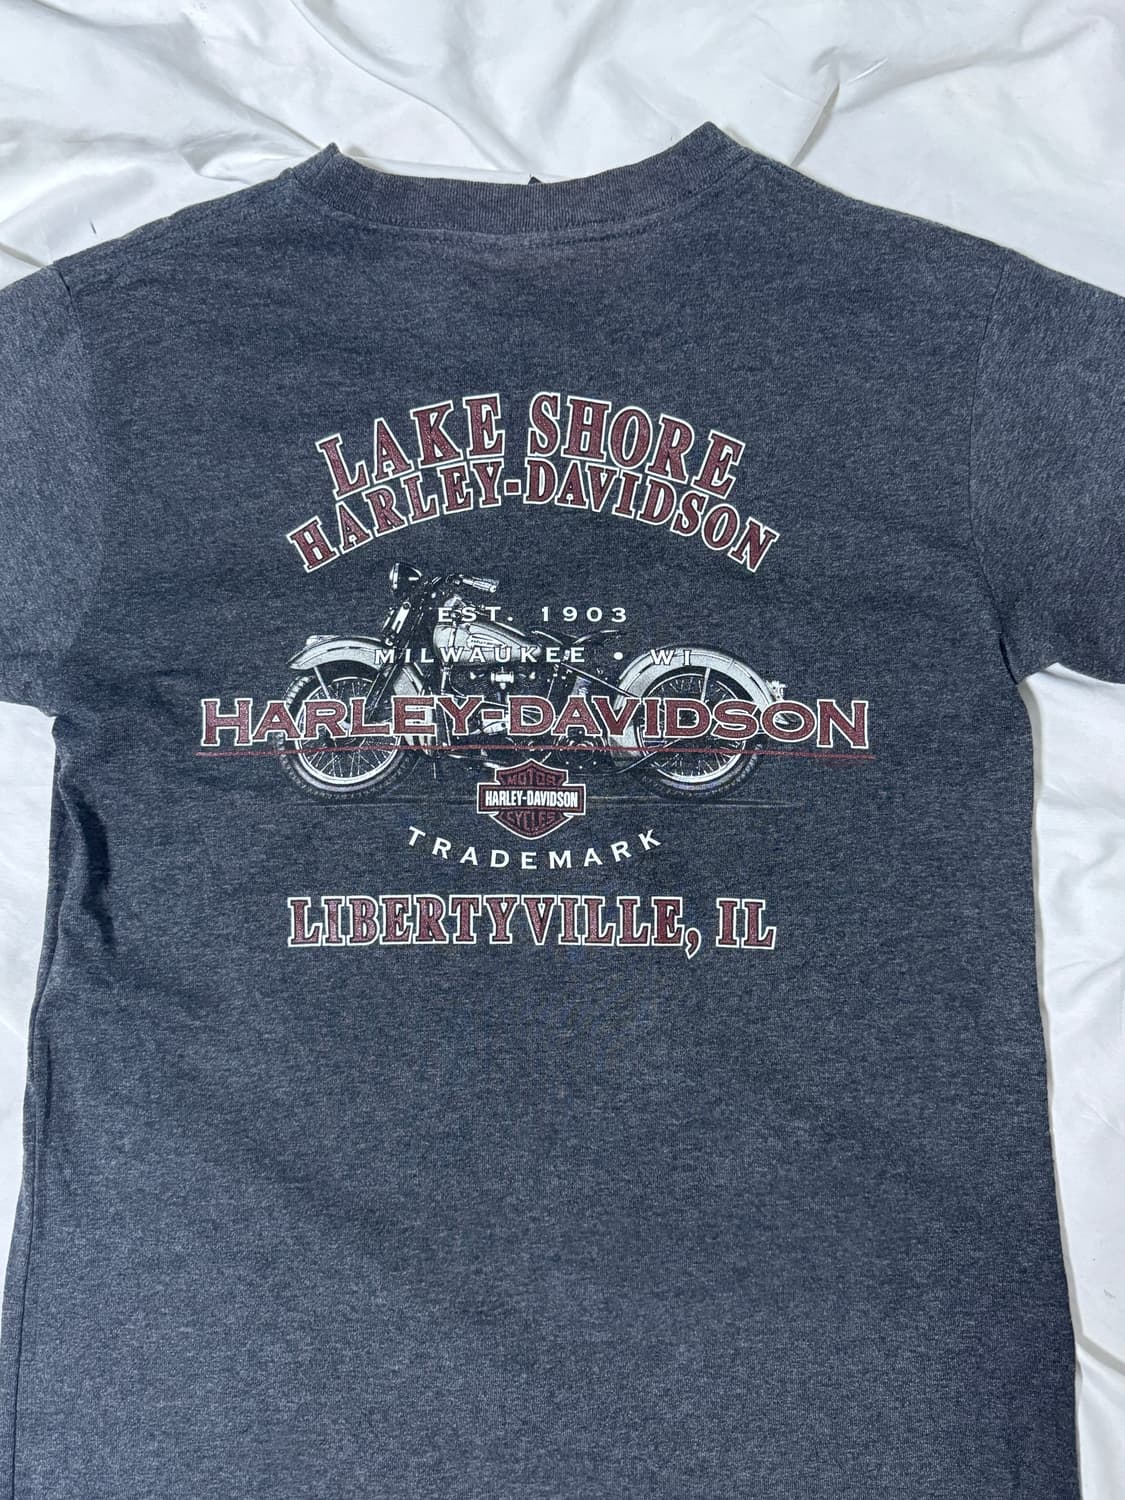 LAKE SHORE
HARLEY-DAVIDSON
EST. 1903
MILWAUKEE • WI
HARLEY-DAVIDSON
MOTOR
HARLEY-DAVIDSON
CYCLES
TRADEMARK
LIBERTYVILLE, IL